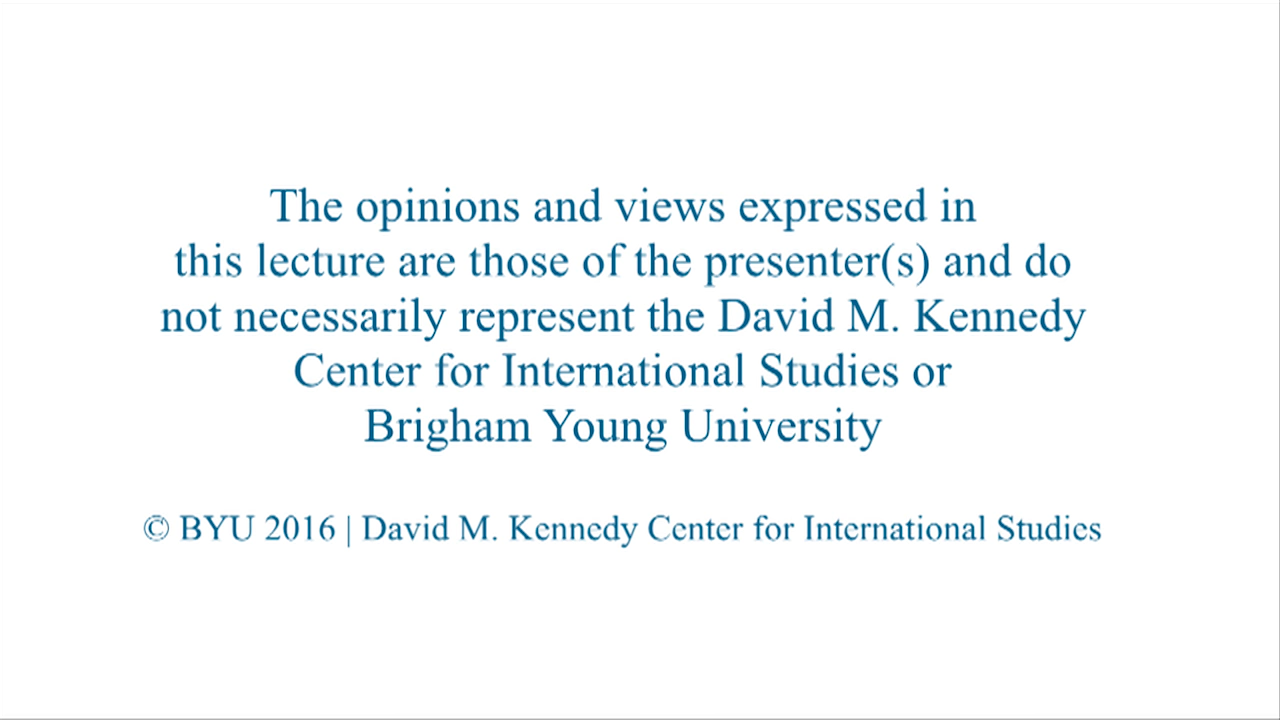 The opinions and views expressed in
this lecture are those of the presenter(s) and do
not necessarily represent the David M. Kennedy
Center for International Studies or
Brigham Young University
© BYU 2016 | David M. Kennedy Center for International Studies